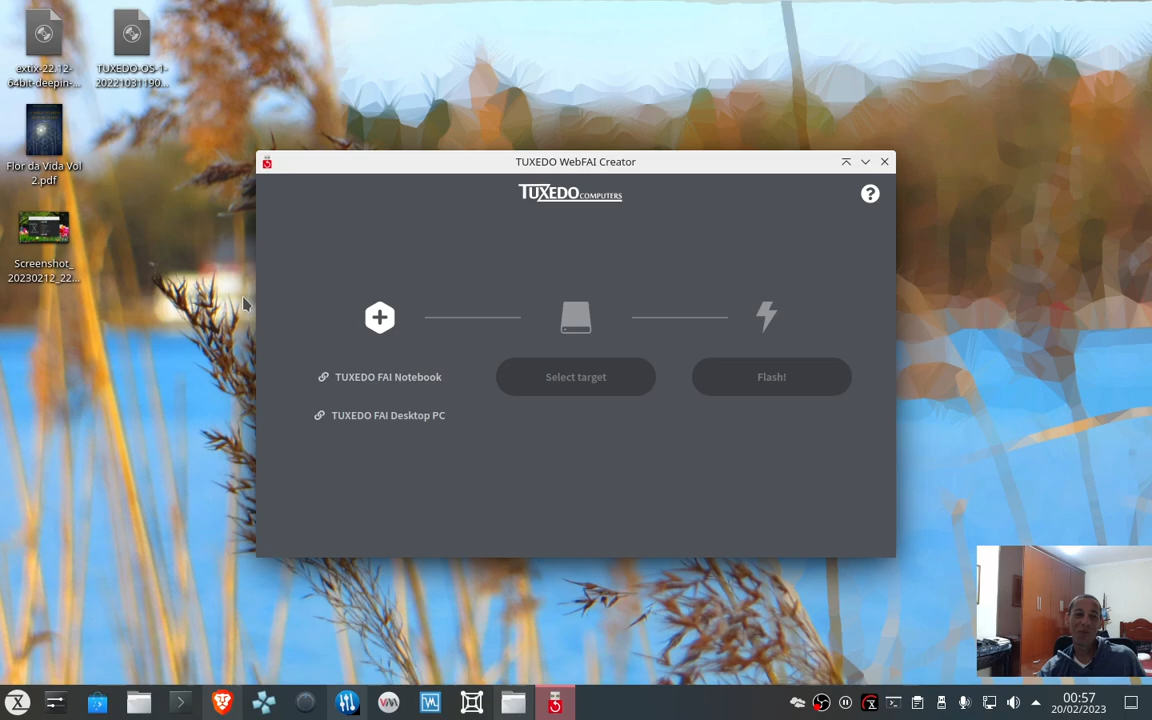 extix-22.12-
64bit-deepin-...
TUXEDO-OS-1-
20221031190...
Flor da Vida Vol
2.pdf
Screenshot_
20230212_22...
TUXEDO WebFAI Creator
TUXEDO COMPUTERS
?
TUXEDO FAI Notebook
Select target
Flash!
TUXEDO FAI Desktop PC
00:57
20/02/2023